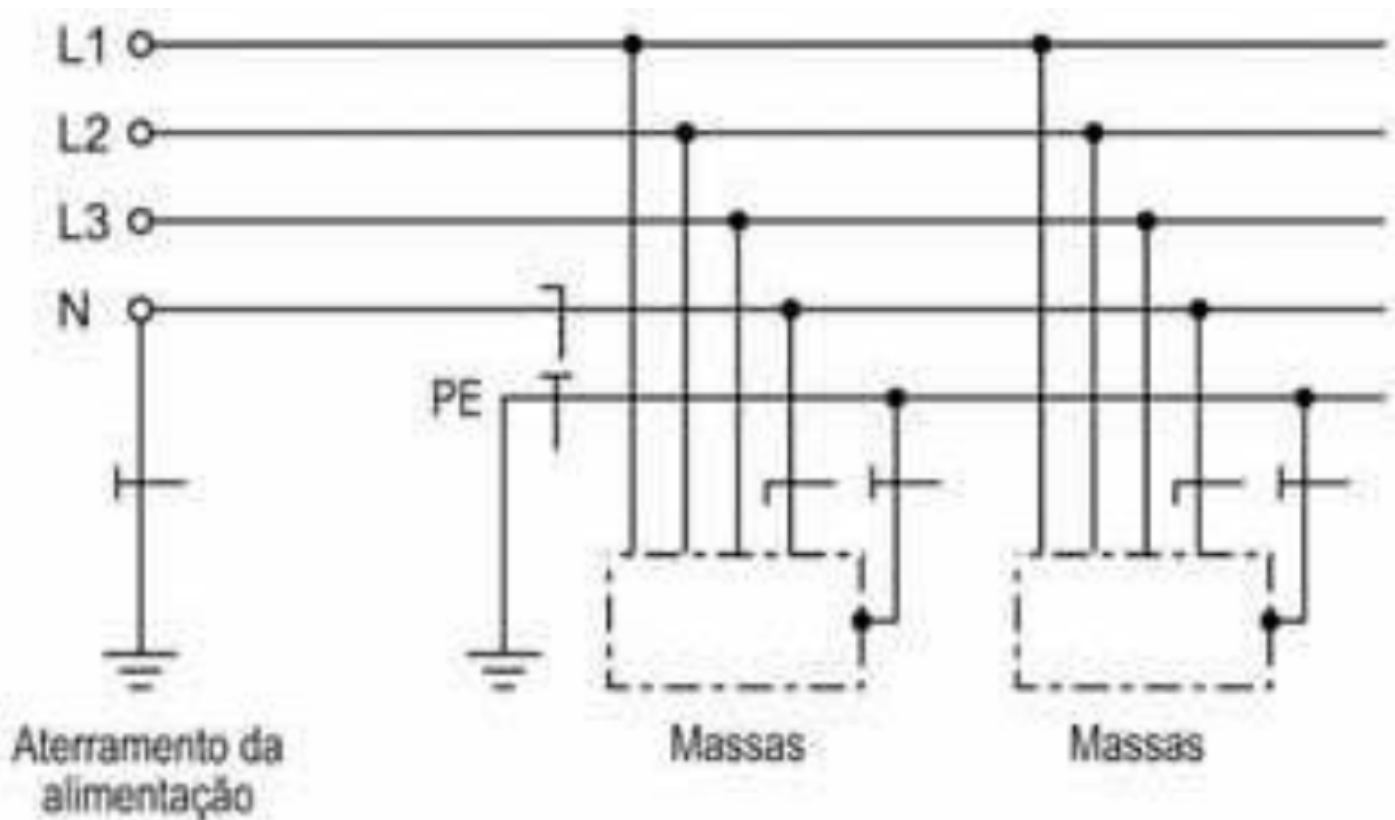 L1
L2
L3
N
PE
Aterramento da
alimentação
Massas
Massas